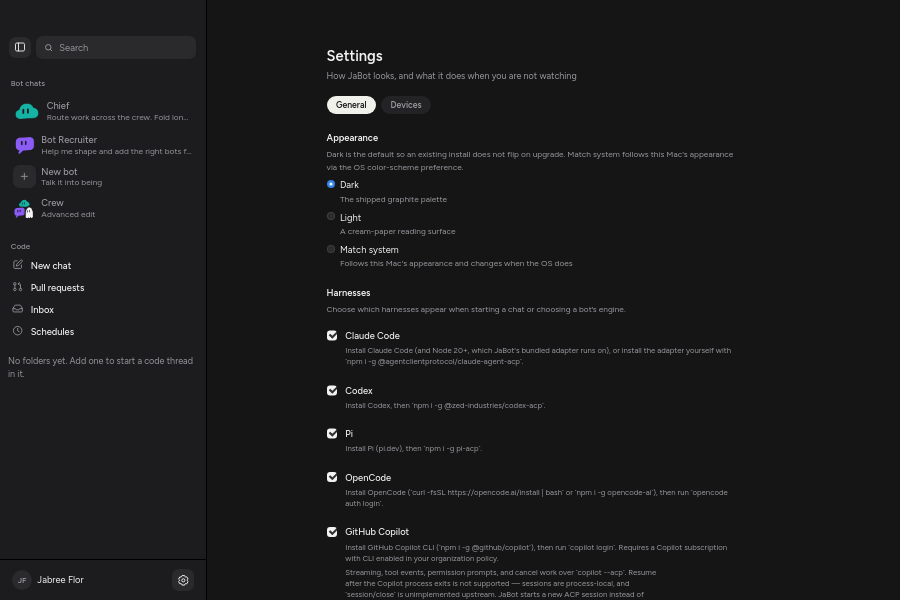 Search
Bot chats
Chief
Route work across the crew. Fold lon...
Bot Recruiter
Help me shape and add the right bots f...
New bot
Talk it into being
Crew
Advanced edit
Code
New chat
Pull requests
Inbox
Schedules
No folders yet. Add one to start a code thread
in it.
JF
Jabree Flor
Settings
How JaBot looks, and what it does when you are not watching
General
Devices
Appearance
Dark is the default so an existing install does not flip on upgrade. Match system follows this Mac's appearance
via the OS color-scheme preference.
Dark
The shipped graphite palette
Light
A cream-paper reading surface
Match system
Follows this Mac's appearance and changes when the OS does
Harnesses
Choose which harnesses appear when starting a chat or choosing a bot's engine.
Claude Code
Install Claude Code (and Node 20+, which JaBot's bundled adapter runs on), or install the adapter yourself with
`npm i -g @agentclientprotocol/claude-agent-acp`.
Codex
Install Codex, then `npm i -g @zed-industries/codex-acp`.
Pi
Install Pi (pi.dev), then `npm i -g pi-acp`.
OpenCode
Install OpenCode (`curl -fsSL https://opencode.ai/install | bash` or `npm i -g opencode-ai`), then run `opencode
auth login`.
GitHub Copilot
Install GitHub Copilot CLI (`npm i -g @github/copilot`), then run `copilot login`. Requires a Copilot subscription
with CLI enabled in your organization policy.
Streaming, tool events, permission prompts, and cancel work over `copilot --acp`. Resume
after the Copilot process exits is not supported — sessions are process-local, and
`session/close` is unimplemented upstream. JaBot starts a new ACP session instead of